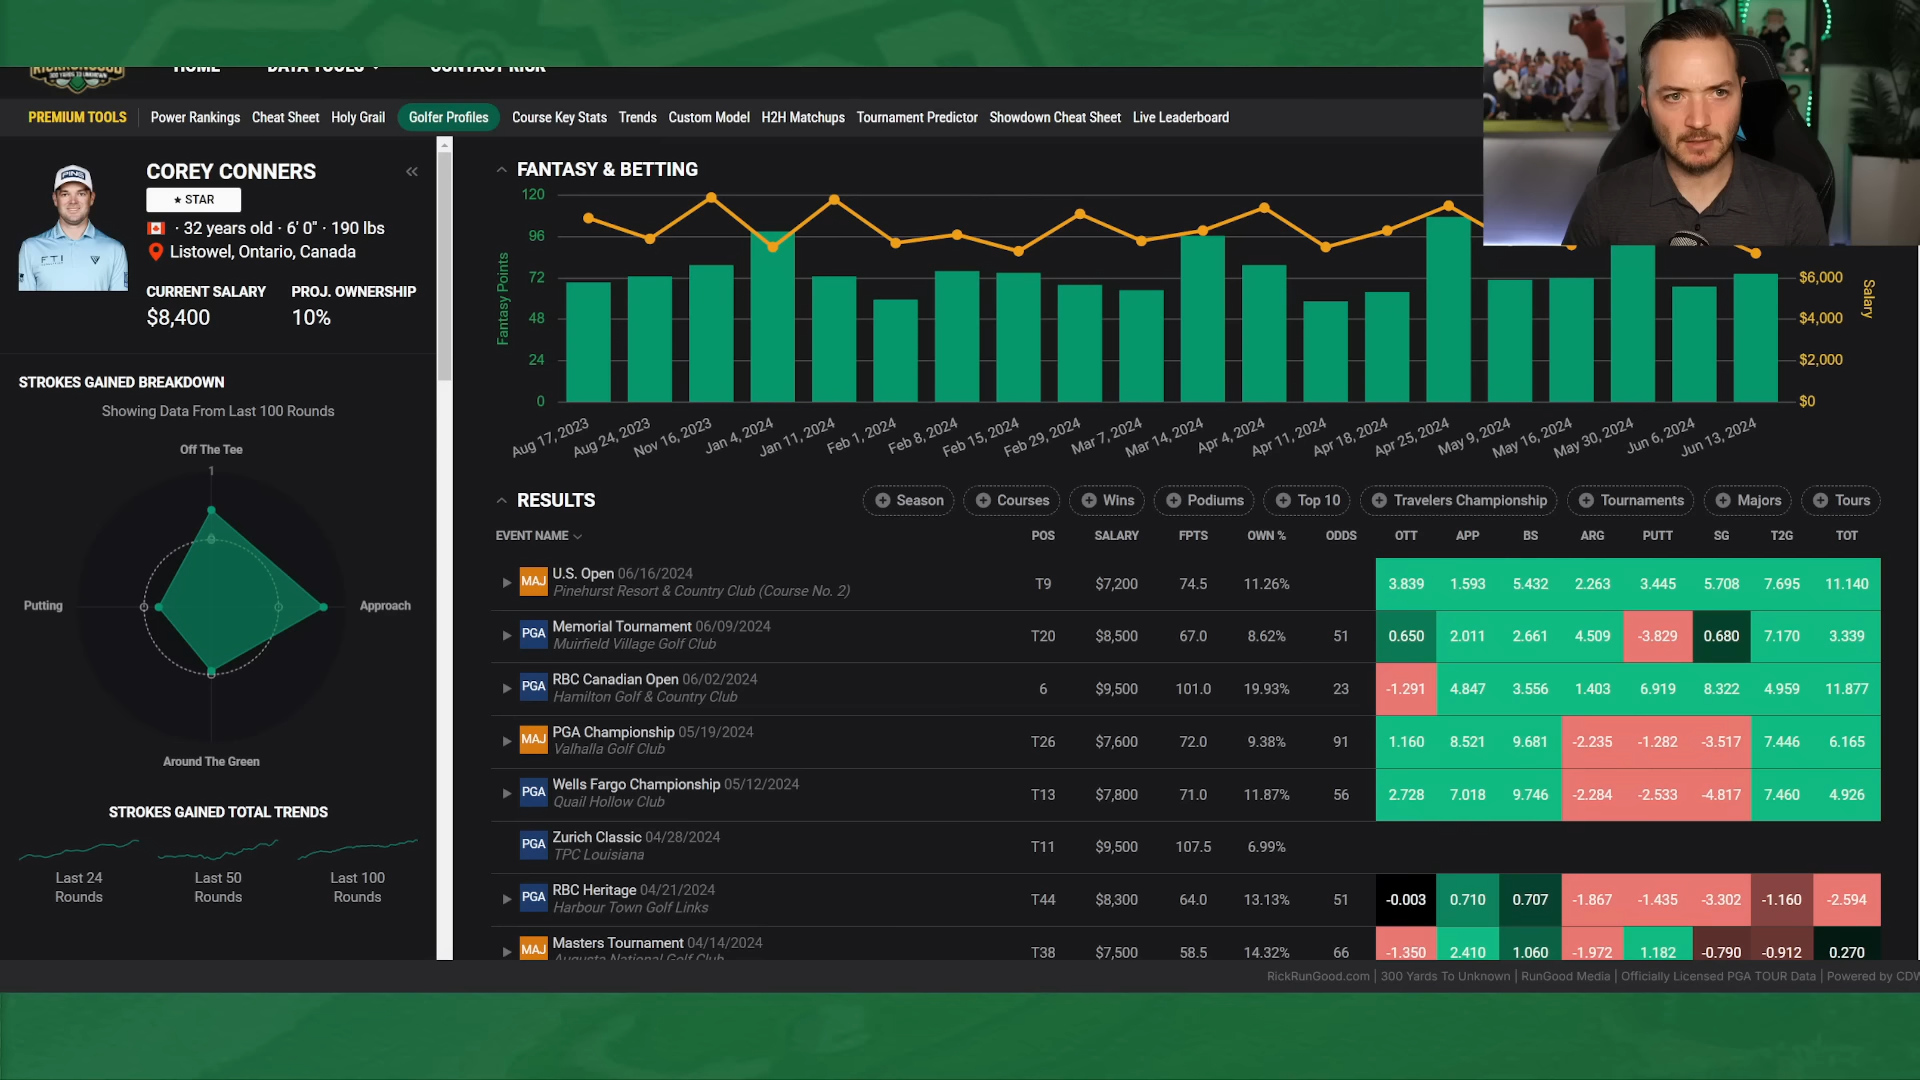 RICKRUNGOOD
300 YARDS TO UNKNOWN
HOME DATA TOOLS CONTACT RICK
PREMIUM TOOLS Power Rankings Cheat Sheet Holy Grail Golfer Profiles Course Key Stats Trends Custom Model H2H Matchups Tournament Predictor Showdown Cheat Sheet Live Leaderboard
PING
FTI
COREY CONNERS
★ STAR
· 32 years old · 6' 0" · 190 lbs
Listowel, Ontario, Canada
CURRENT SALARY PROJ. OWNERSHIP
$8,400 10%
STROKES GAINED BREAKDOWN
Showing Data From Last 100 Rounds
Off The Tee
1
0
Putting 0 0 Approach
0
Around The Green
STROKES GAINED TOTAL TRENDS
Last 24 Rounds
Last 50 Rounds
Last 100 Rounds
FANTASY & BETTING
Fantasy Points
120
96
72
48
24
0
$6,000
$4,000
$2,000
$0
Salary
Aug 17, 2023 Aug 24, 2023 Nov 16, 2023 Jan 4, 2024 Jan 11, 2024 Feb 1, 2024 Feb 8, 2024 Feb 15, 2024 Feb 29, 2024 Mar 7, 2024 Mar 14, 2024 Apr 4, 2024 Apr 11, 2024 Apr 18, 2024 Apr 25, 2024 May 9, 2024 May 16, 2024 May 30, 2024 Jun 6, 2024 Jun 13, 2024
RESULTS Season Courses Wins Podiums Top 10 Travelers Championship Tournaments Majors Tours
EVENT NAME POS SALARY FPTS OWN % ODDS OTT APP BS ARG PUTT SG T2G TOT
MAJ U.S. Open 06/16/2024 T9 $7,200 74.5 11.26% 3.839 1.593 5.432 2.263 3.445 5.708 7.695 11.140
Pinehurst Resort & Country Club (Course No. 2)
PGA Memorial Tournament 06/09/2024 T20 $8,500 67.0 8.62% 51 0.650 2.011 2.661 4.509 -3.829 0.680 7.170 3.339
Muirfield Village Golf Club
PGA RBC Canadian Open 06/02/2024 6 $9,500 101.0 19.93% 23 -1.291 4.847 3.556 1.403 6.919 8.322 4.959 11.877
Hamilton Golf & Country Club
MAJ PGA Championship 05/19/2024 T26 $7,600 72.0 9.38% 91 1.160 8.521 9.681 -2.235 -1.282 -3.517 7.446 6.165
Valhalla Golf Club
PGA Wells Fargo Championship 05/12/2024 T13 $7,800 71.0 11.87% 56 2.728 7.018 9.746 -2.284 -2.533 -4.817 7.460 4.926
Quail Hollow Club
PGA Zurich Classic 04/28/2024 T11 $9,500 107.5 6.99%
TPC Louisiana
PGA RBC Heritage 04/21/2024 T44 $8,300 64.0 13.13% 51 -0.003 0.710 0.707 -1.867 -1.435 -3.302 -1.160 -2.594
Harbour Town Golf Links
MAJ Masters Tournament 04/14/2024 T38 $7,500 58.5 14.32% 66 -1.350 2.410 1.060 -1.972 1.182 -0.790 -0.912 0.270
Augusta National Golf Club
RickRunGood.com | 300 Yards To Unknown | RunGood Media | Officially Licensed PGA TOUR Data | Powered by CDW